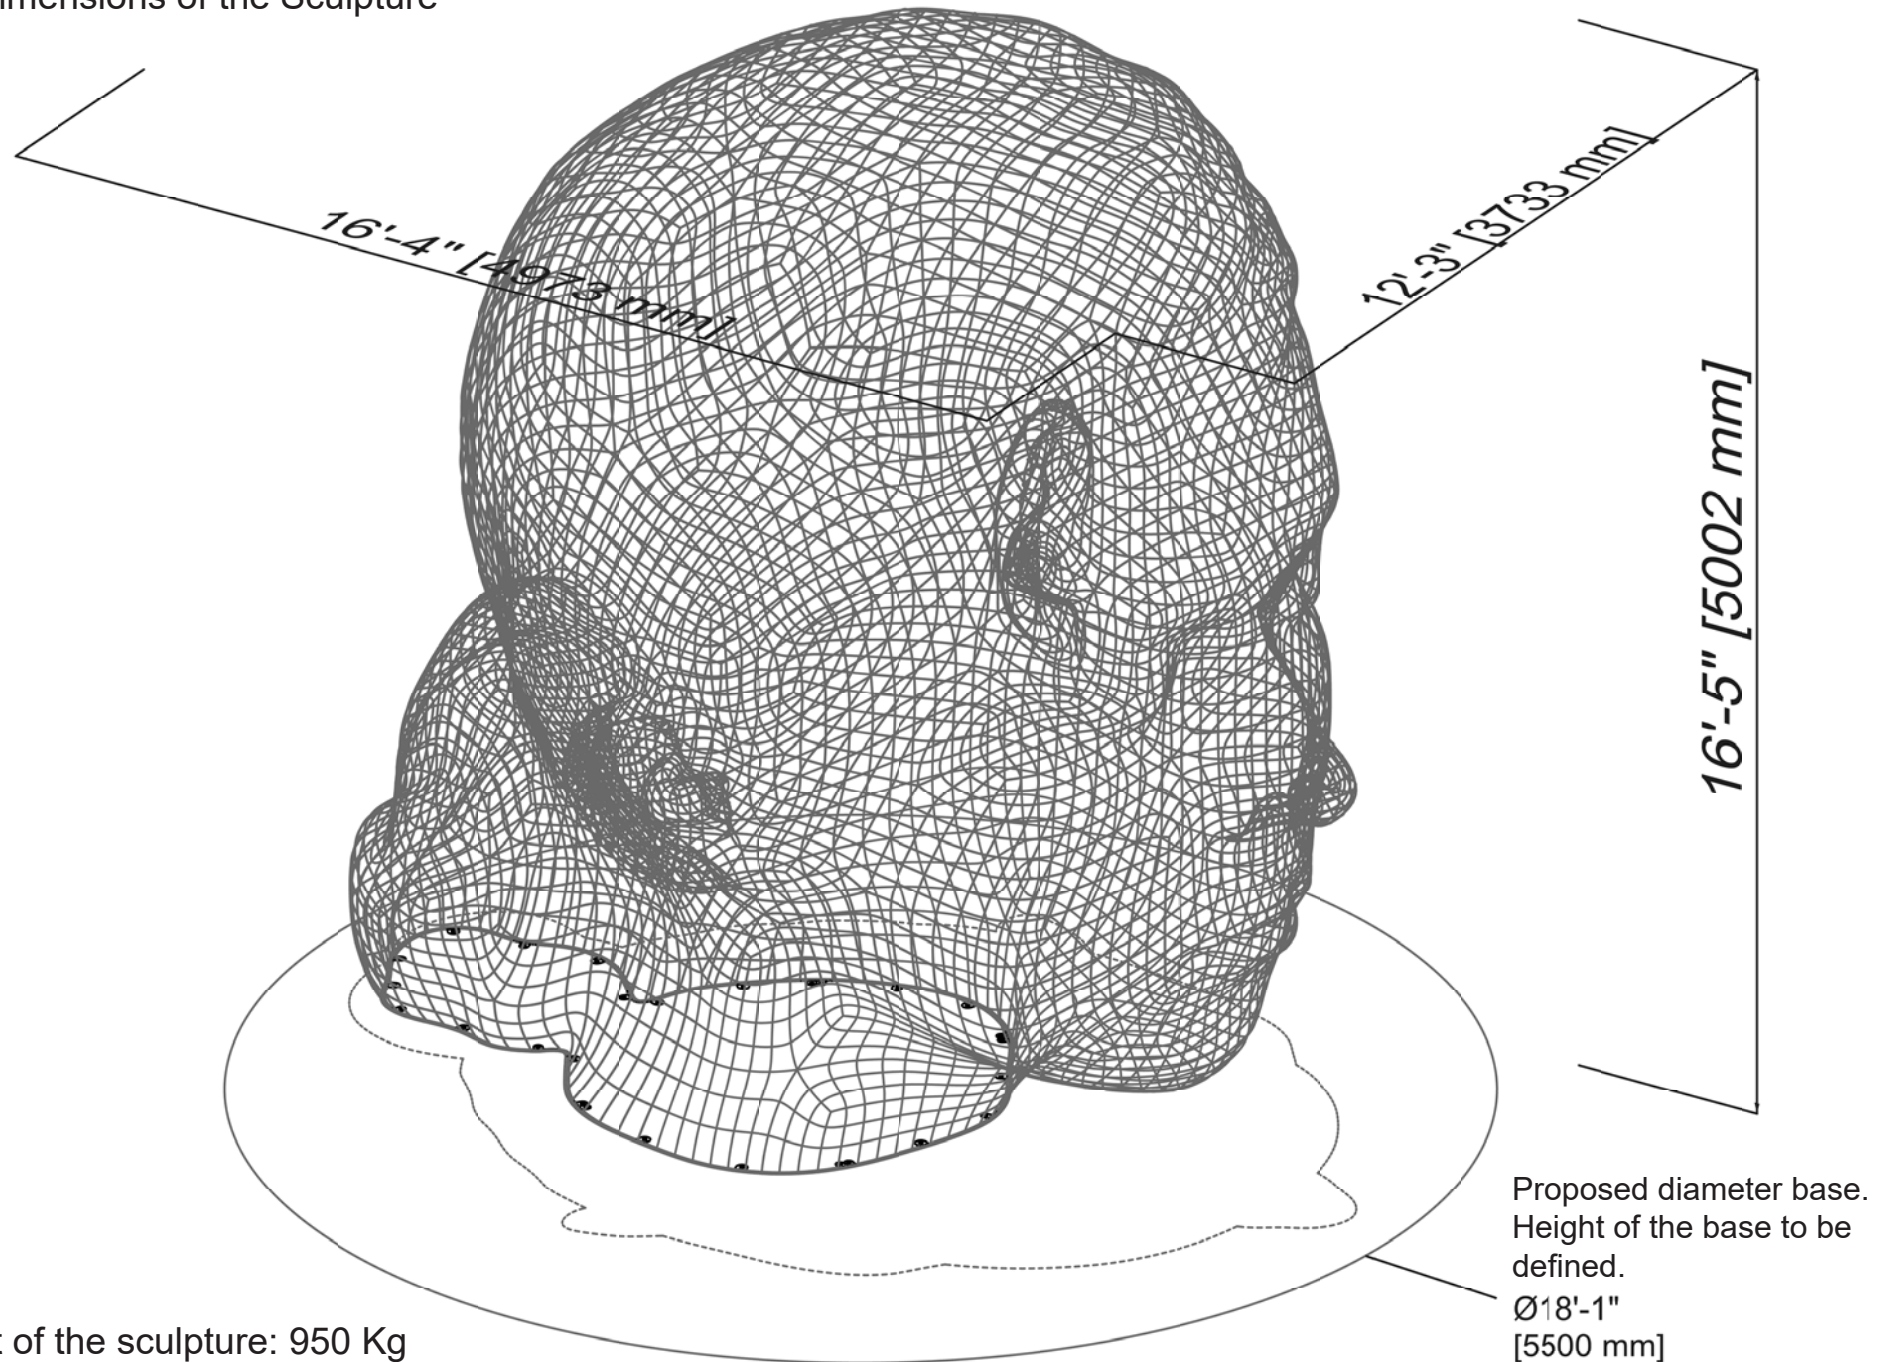 of the Sculpture
16'-4" [4973 mm]
12'-3" [3733 mm]
16'-5" [5002 mm]
Proposed diameter base.
Height of the base to be
defined.
Ø18'-1"
[5500 mm]
of the sculpture: 950 Kg